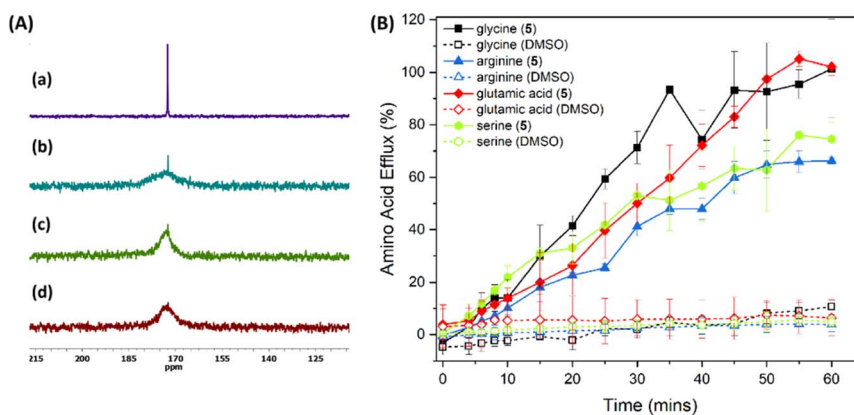 (A)
(a)
(b)
(c)
(d)
215 200 185 170 155 140 125
ppm
(B)
120
100
80
60
40
20
0
Amino Acid Efflux (%)
glycine (5)
glycine (DMSO)
arginine (5)
arginine (DMSO)
glutamic acid (5)
glutamic acid (DMSO)
serine (5)
serine (DMSO)
0 10 20 30 40 50 60
Time (mins)